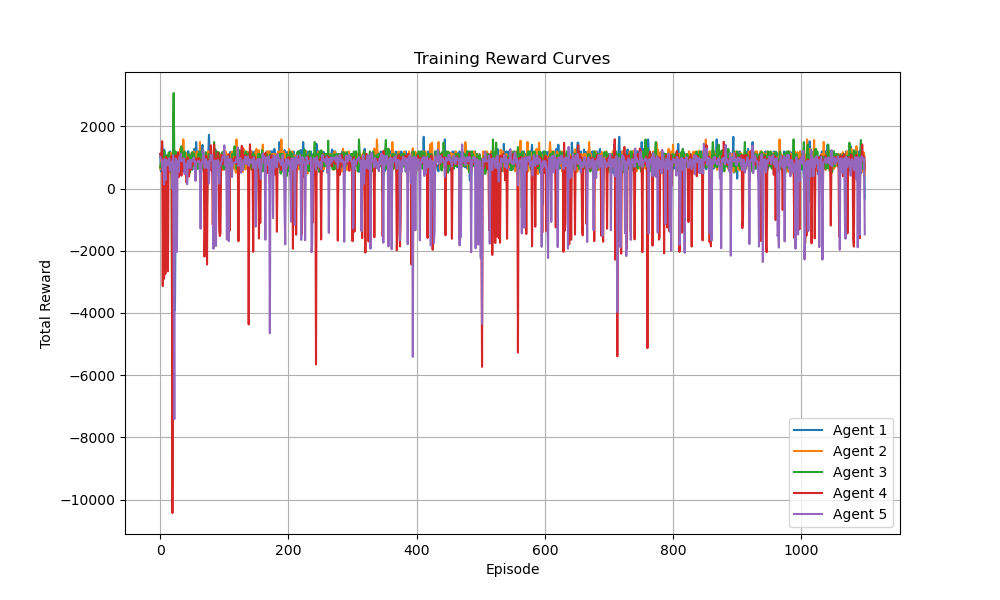 Training Reward Curves
Total Reward
2000
0
−2000
−4000
−6000
−8000
−10000
0 200 400 600 800 1000
Episode
Agent 1
Agent 2
Agent 3
Agent 4
Agent 5